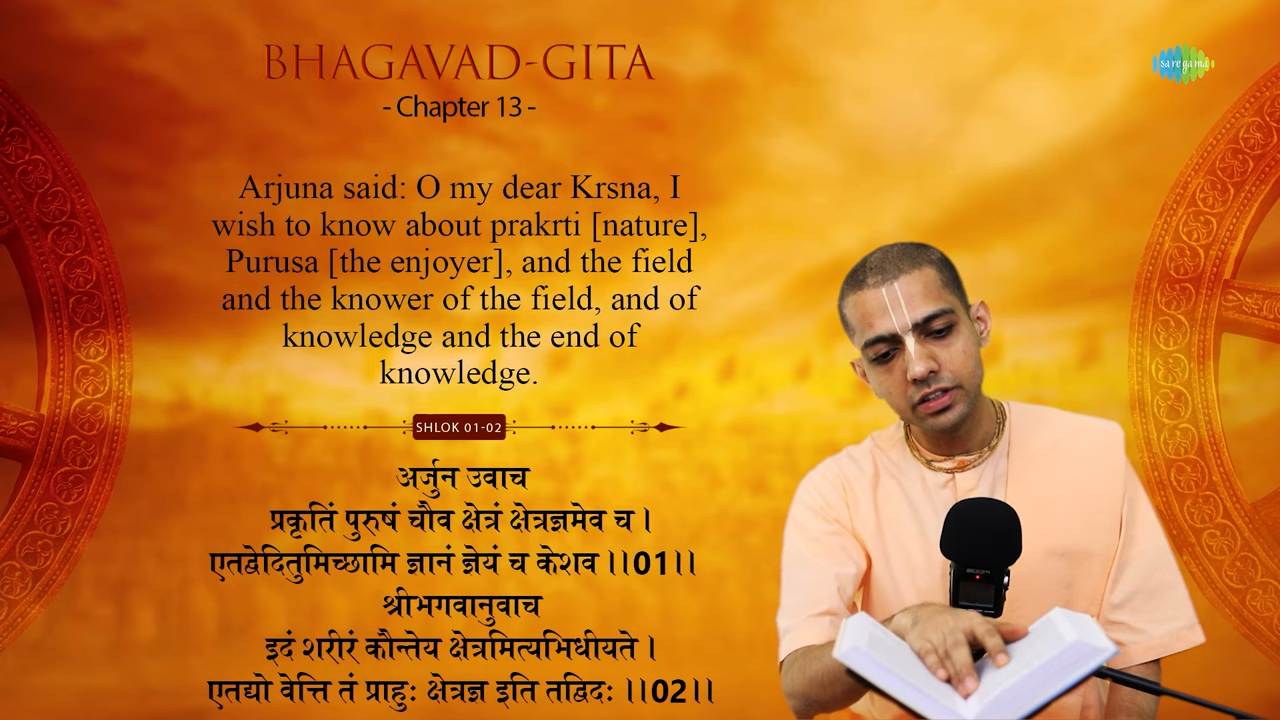 BHAGAVAD-GITA
- Chapter 13 -
saregama
Arjuna said: O my dear Krsna, I
wish to know about prakrti [nature],
Purusa [the enjoyer], and the field
and the knower of the field, and of
knowledge and the end of
knowledge.
SHLOK 01-02
अर्जुन उवाच
प्रकृतिं पुरुषं चौव क्षेत्रं क्षेत्रज्ञमेव च ।
एतद्वेदितुमिच्छामि ज्ञानं ज्ञेयं च केशव ।।01।।
श्रीभगवानुवाच
इदं शरीरं कौन्तेय क्षेत्रमित्यभिधीयते ।
एतद्यो वेत्ति तं प्राहुः क्षेत्रज्ञ इति तद्विदः ।।02।।
ZOOM